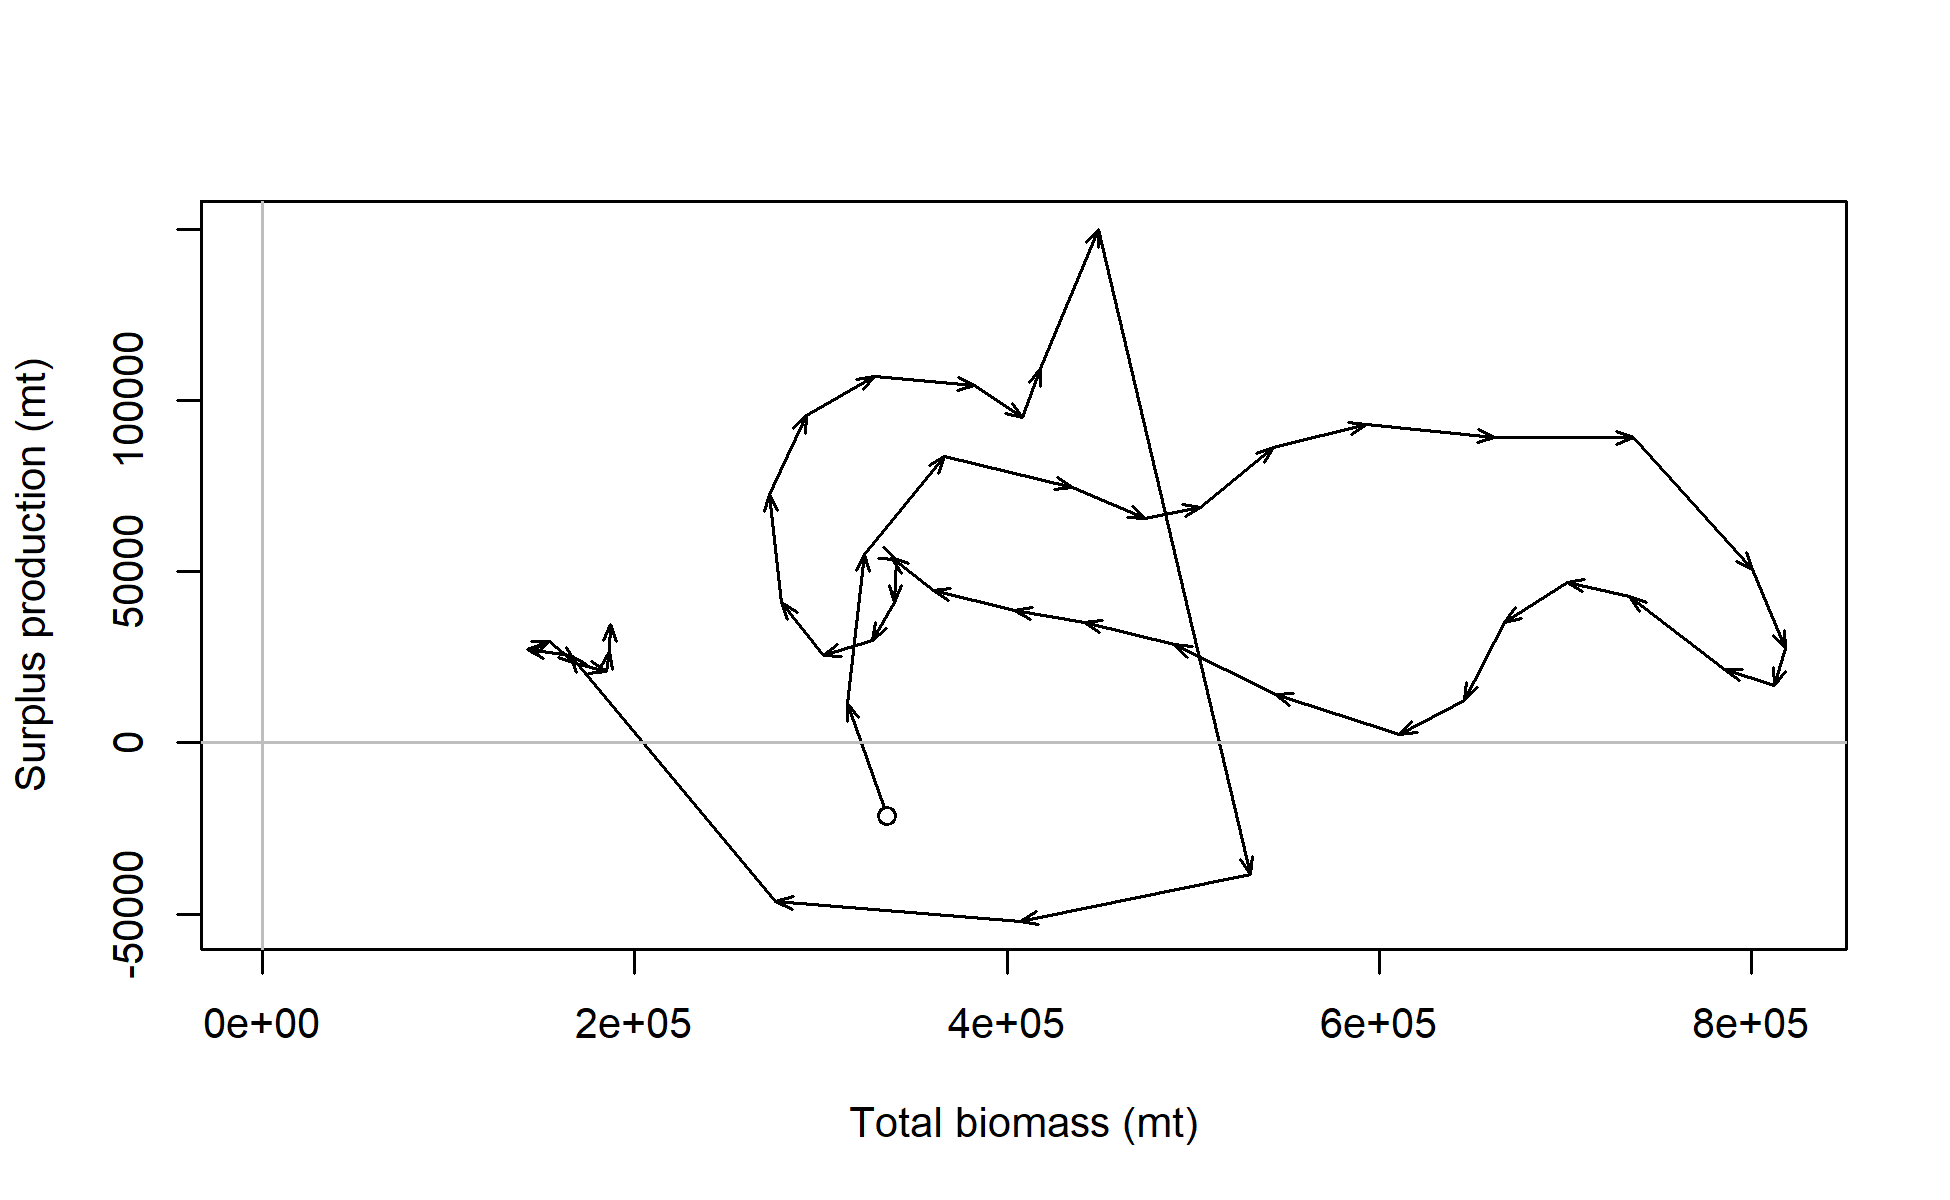 Surplus production (mt)
100000
50000
0
-50000
0e+00 2e+05 4e+05 6e+05 8e+05
Total biomass (mt)